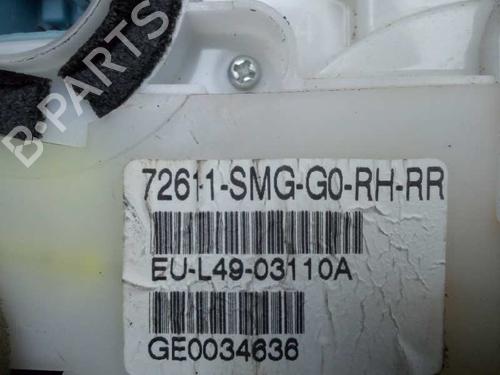 B-PARTS
72611-SMG-G0-RH-RR
EU-L49-03110A
GE0034636